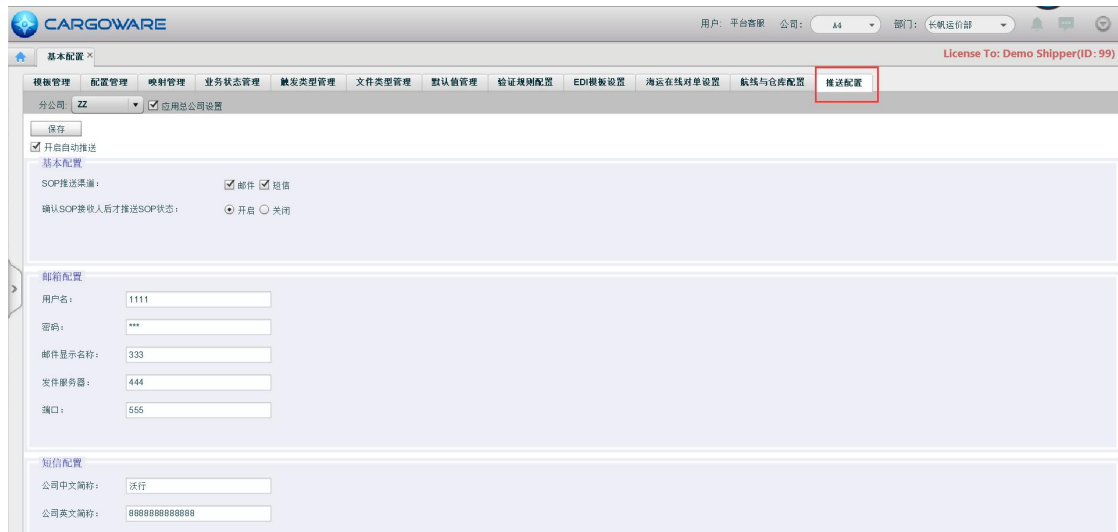 CARGOWARE 用户: 平台客服 公司: A4 部门: 长帆运价部
基本配置 × License To: Demo Shipper(ID: 99)
模板管理 配置管理 映射管理 业务状态管理 触发类型管理 文件类型管理 默认值管理 验证规则配置 EDI模板设置 海运在线对单设置 航线与仓库配置 推送配置
分公司: ZZ 应用总公司设置
保存
开启自动推送
基本配置
SOP推送渠道: 邮件 短信
确认SOP接收人后才推送SOP状态: 开启 关闭
邮箱配置
用户名: 1111
密码: ***
邮件显示名称: 333
发件服务器: 444
端口: 555
短信配置
公司中文简称: 沃行
公司英文简称: 8888888888888